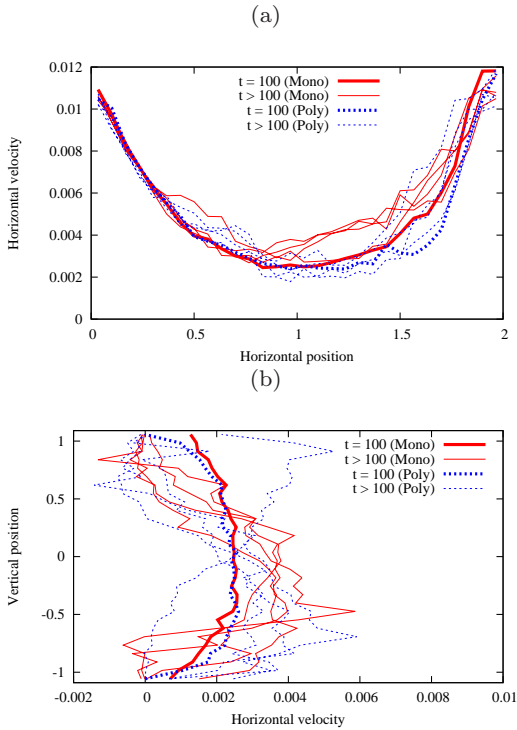 (a)
0.012
0.01
0.008
0.006
0.004
0.002
0
0
0.5
1
1.5
2
Horizontal velocity
Horizontal position
t = 100 (Mono)
t > 100 (Mono)
t = 100 (Poly)
t > 100 (Poly)
(b)
1
0.5
0
-0.5
-1
-0.002
0
0.002
0.004
0.006
0.008
0.01
Vertical position
Horizontal velocity
t = 100 (Mono)
t > 100 (Mono)
t = 100 (Poly)
t > 100 (Poly)